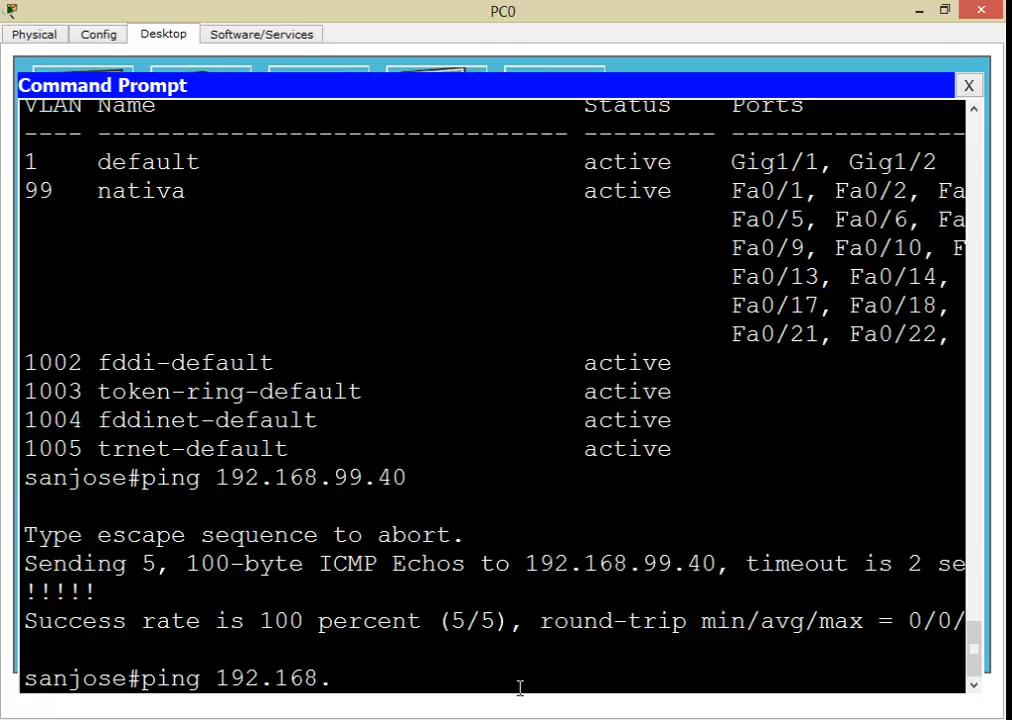 PC0
Physical Config Desktop Software/Services
Command Prompt X
VLAN Name Status Ports
---- -------------------------------- --------- ----------------
1 default active Gig1/1, Gig1/2
99 nativa active Fa0/1, Fa0/2, Fa
Fa0/5, Fa0/6, Fa
Fa0/9, Fa0/10, F
Fa0/13, Fa0/14,
Fa0/17, Fa0/18,
Fa0/21, Fa0/22,
1002 fddi-default active
1003 token-ring-default active
1004 fddinet-default active
1005 trnet-default active
sanjose#ping 192.168.99.40
Type escape sequence to abort.
Sending 5, 100-byte ICMP Echos to 192.168.99.40, timeout is 2 se
!!!!!
Success rate is 100 percent (5/5), round-trip min/avg/max = 0/0/
sanjose#ping 192.168.